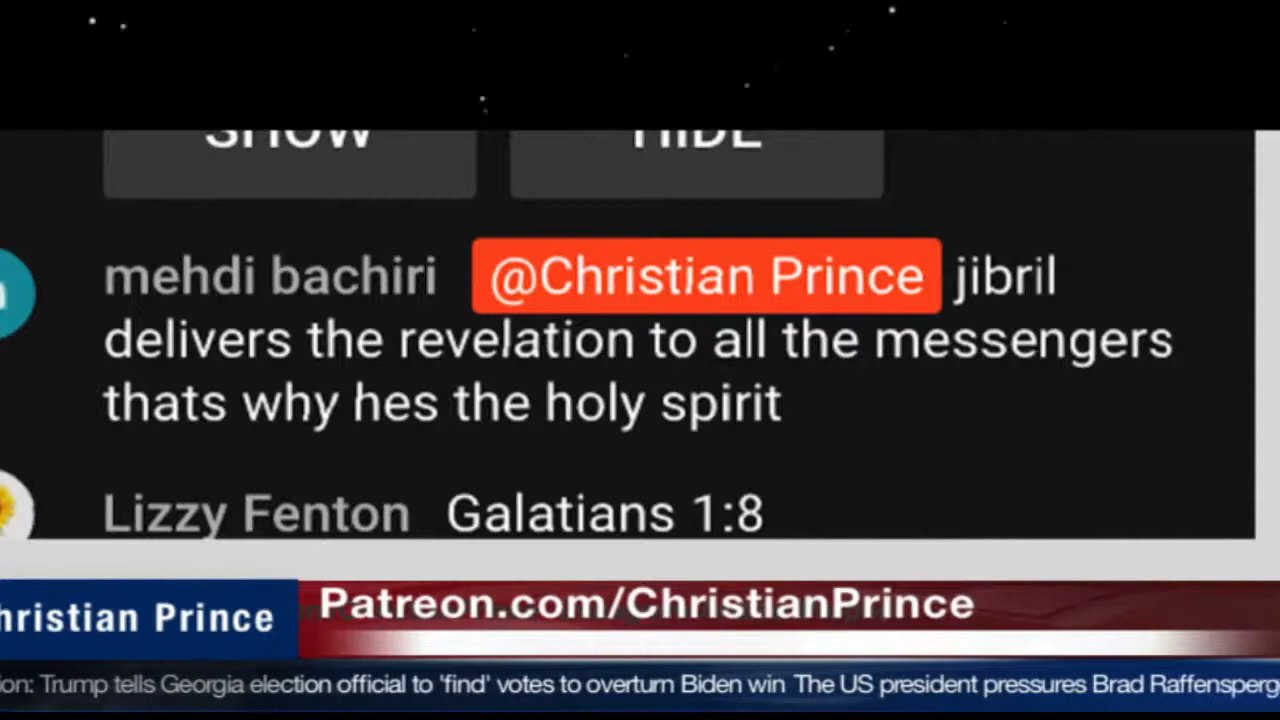 SHOW HIDE
mehdi bachiri @Christian Prince jibril
delivers the revelation to all the messengers
thats why hes the holy spirit
Lizzy Fenton Galatians 1:8
hristian Prince Patreon.com/ChristianPrince
ion: Trump tells Georgia election official to 'find' votes to overturn Biden win The US president pressures Brad Raffensperg